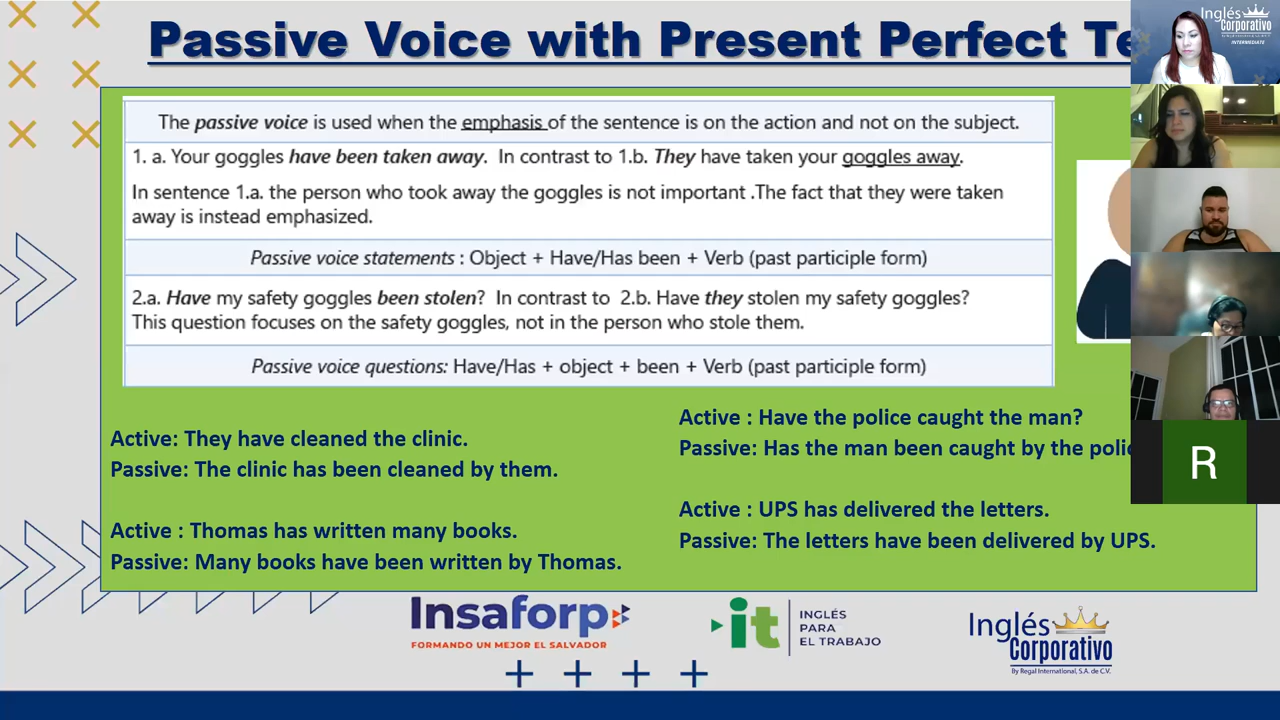 Passive Voice with Present Perfect Te
The passive voice is used when the emphasis of the sentence is on the action and not on the subject.
1. a. Your goggles have been taken away. In contrast to 1.b. They have taken your goggles away.
In sentence 1.a. the person who took away the goggles is not important .The fact that they were taken
away is instead emphasized.
Passive voice statements : Object + Have/Has been + Verb (past participle form)
2.a. Have my safety goggles been stolen? In contrast to 2.b. Have they stolen my safety goggles?
This question focuses on the safety goggles, not in the person who stole them.
Passive voice questions: Have/Has + object + been + Verb (past participle form)
Active: They have cleaned the clinic.
Passive: The clinic has been cleaned by them.
Active : Thomas has written many books.
Passive: Many books have been written by Thomas.
Active : Have the police caught the man?
Passive: Has the man been caught by the polic
Active : UPS has delivered the letters.
Passive: The letters have been delivered by UPS.
Insaforp
FORMANDO UN MEJOR EL SALVADOR
it
INGLÉS
PARA
EL TRABAJO
Inglés
Corporativo
By Regal International, S.A. de C.V.
Inglés
Corporativo
INTERMEDIATE
R